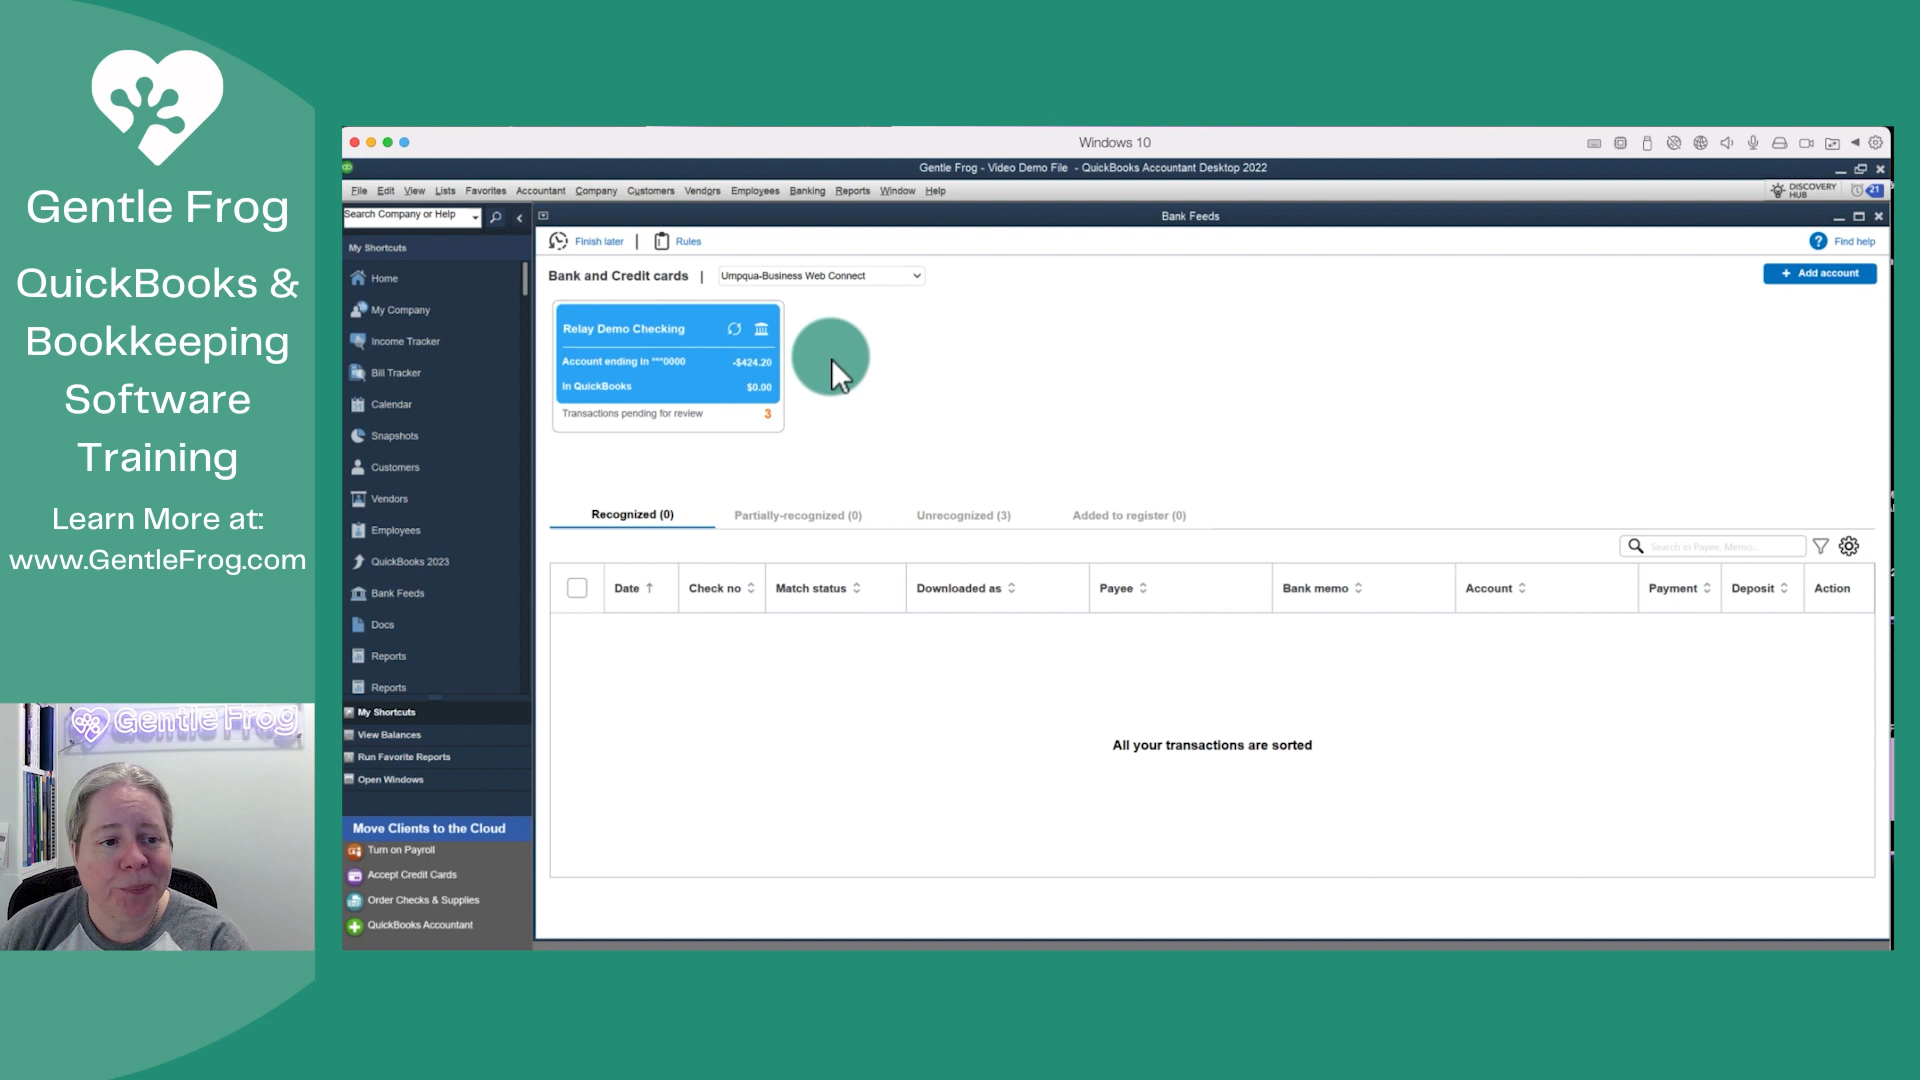 Gentle Frog
QuickBooks &
Bookkeeping
Software
Training
Learn More at:
www.GentleFrog.com
Gentle Frog
Windows 10
Gentle Frog - Video Demo File - QuickBooks Accountant Desktop 2022
File Edit View Lists Favorites Accountant Company Customers Vendors Employees Banking Reports Window Help
DISCOVERY
HUB
21
Search Company or Help
Bank Feeds
My Shortcuts
Home
My Company
Income Tracker
Bill Tracker
Calendar
Snapshots
Customers
Vendors
Employees
QuickBooks 2023
Bank Feeds
Docs
Reports
Reports
My Shortcuts
View Balances
Run Favorite Reports
Open Windows
Move Clients to the Cloud
Turn on Payroll
Accept Credit Cards
Order Checks & Supplies
QuickBooks Accountant
Finish later | Rules
? Find help
Bank and Credit cards | Umpqua-Business Web Connect
+ Add account
Relay Demo Checking
Account ending in ***0000 -$424.20
In QuickBooks $0.00
Transactions pending for review 3
Recognized (0) Partially-recognized (0) Unrecognized (3) Added to register (0)
Search in Payee, Memo...
Date Check no Match status Downloaded as Payee Bank memo Account Payment Deposit Action
All your transactions are sorted